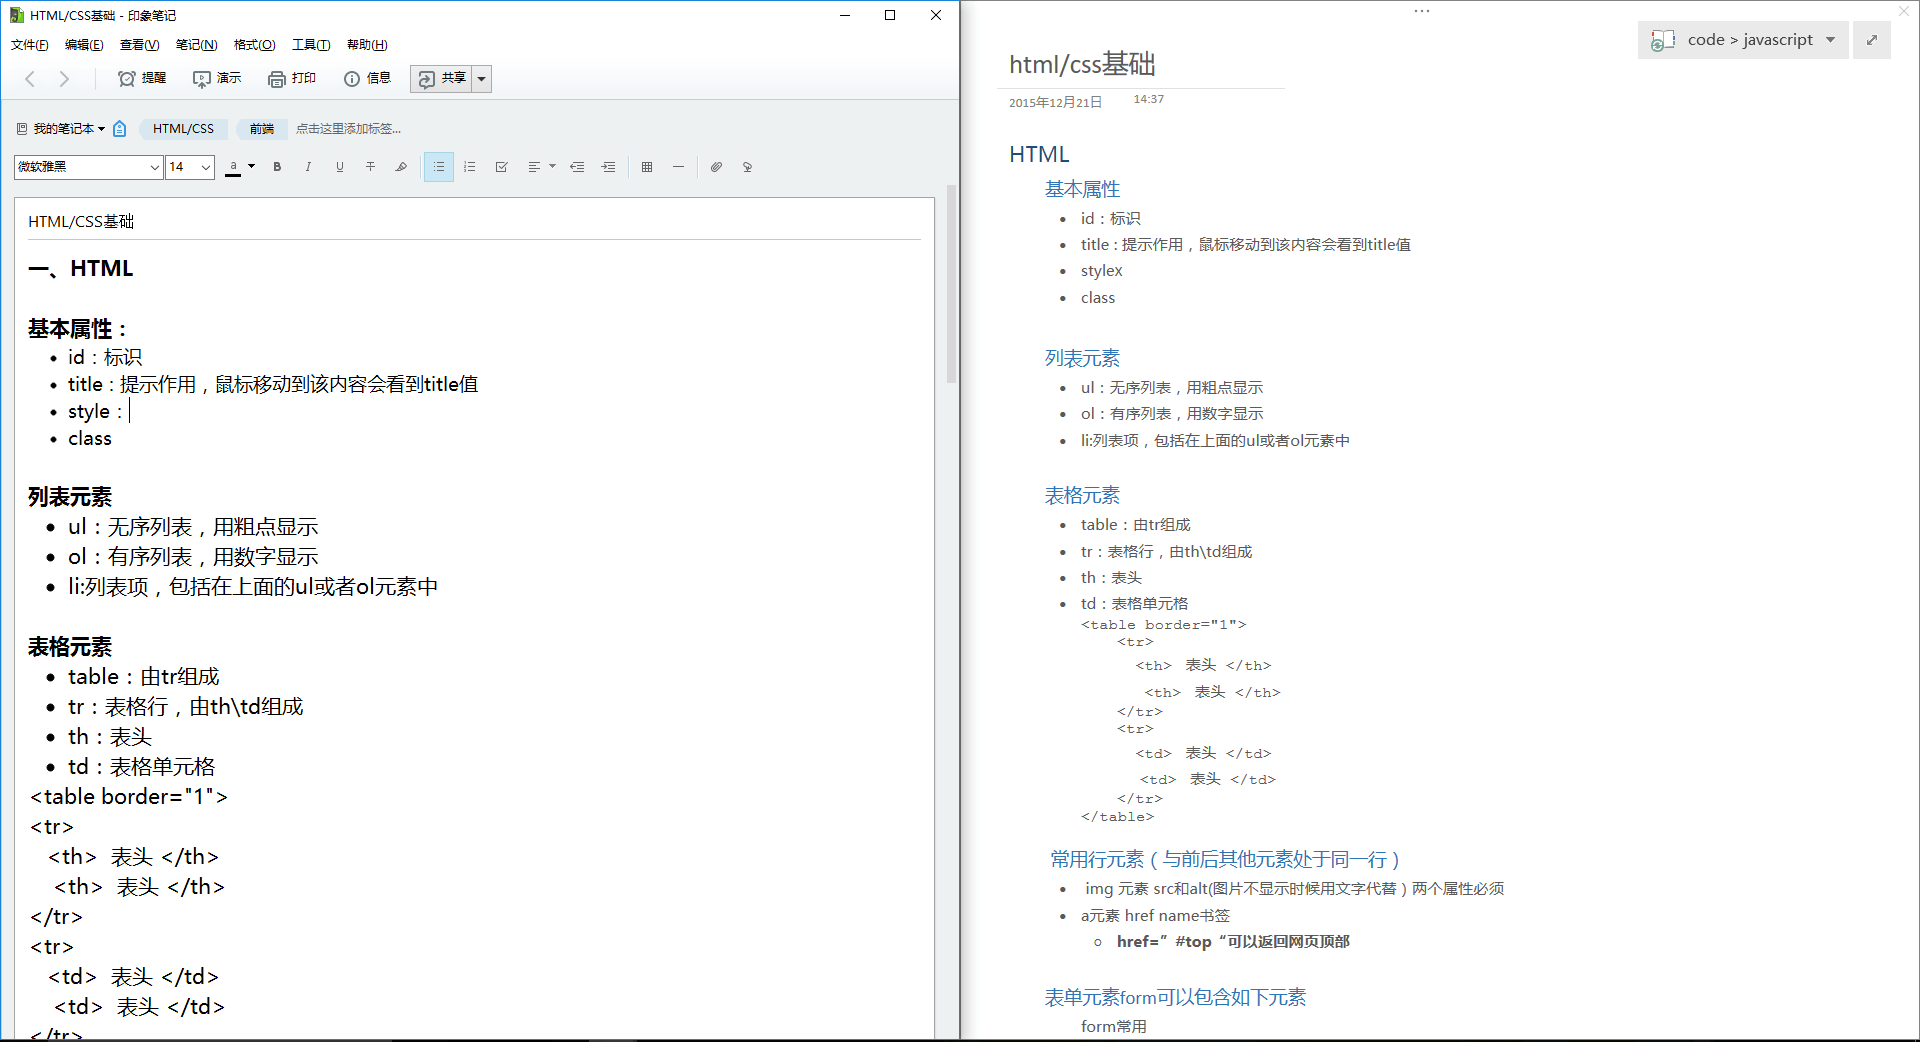 HTML/CSS基础 - 印象笔记
文件(F) 编辑(E) 查看(V) 笔记(N) 格式(O) 工具(T) 帮助(H)
提醒 演示 打印 信息 共享
我的笔记本 HTML/CSS 前端 点击这里添加标签...
微软雅黑 14 a B I U T
HTML/CSS基础
一、HTML
基本属性：
• id：标识
• title : 提示作用，鼠标移动到该内容会看到title值
• style：
• class
列表元素
• ul：无序列表，用粗点显示
• ol：有序列表，用数字显示
• li:列表项，包括在上面的ul或者ol元素中
表格元素
• table：由tr组成
• tr：表格行，由th\td组成
• th：表头
• td：表格单元格
<table border="1">
<tr>
<th> 表头 </th>
<th> 表头 </th>
</tr>
<tr>
<td> 表头 </td>
<td> 表头 </td>
</tr>
code > javascript
html/css基础
2015年12月21日 14:37
HTML
基本属性
• id：标识
• title : 提示作用，鼠标移动到该内容会看到title值
• stylex
• class
列表元素
• ul：无序列表，用粗点显示
• ol：有序列表，用数字显示
• li:列表项，包括在上面的ul或者ol元素中
表格元素
• table：由tr组成
• tr：表格行，由th\td组成
• th：表头
• td：表格单元格
<table border="1">
<tr>
<th> 表头 </th>
<th> 表头 </th>
</tr>
<tr>
<td> 表头 </td>
<td> 表头 </td>
</tr>
</table>
常用行元素（与前后其他元素处于同一行）
• img 元素 src和alt(图片不显示时候用文字代替）两个属性必须
• a元素 href name书签
○ href=”#top“可以返回网页顶部
表单元素form可以包含如下元素
form常用